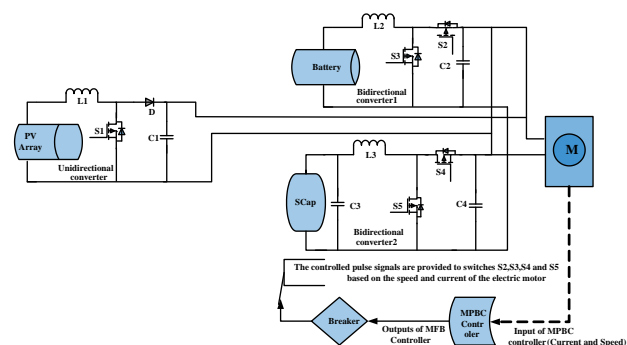 L2
S2
S3
Battery
C2
Bidirectional
converter1
L1
D
S1
C1
PV
Array
Unidirectional
converter
M
L3
S4
SCap
C3
S5
C4
Bidirectional
converter2
The controlled pulse signals are provided to switches S2,S3,S4 and S5
based on the speed and current of the electric motor
Breaker
MPBC
Contr
oler
Outputs of MFB
Controller
Input of MPBC
controller(Current and Speed)